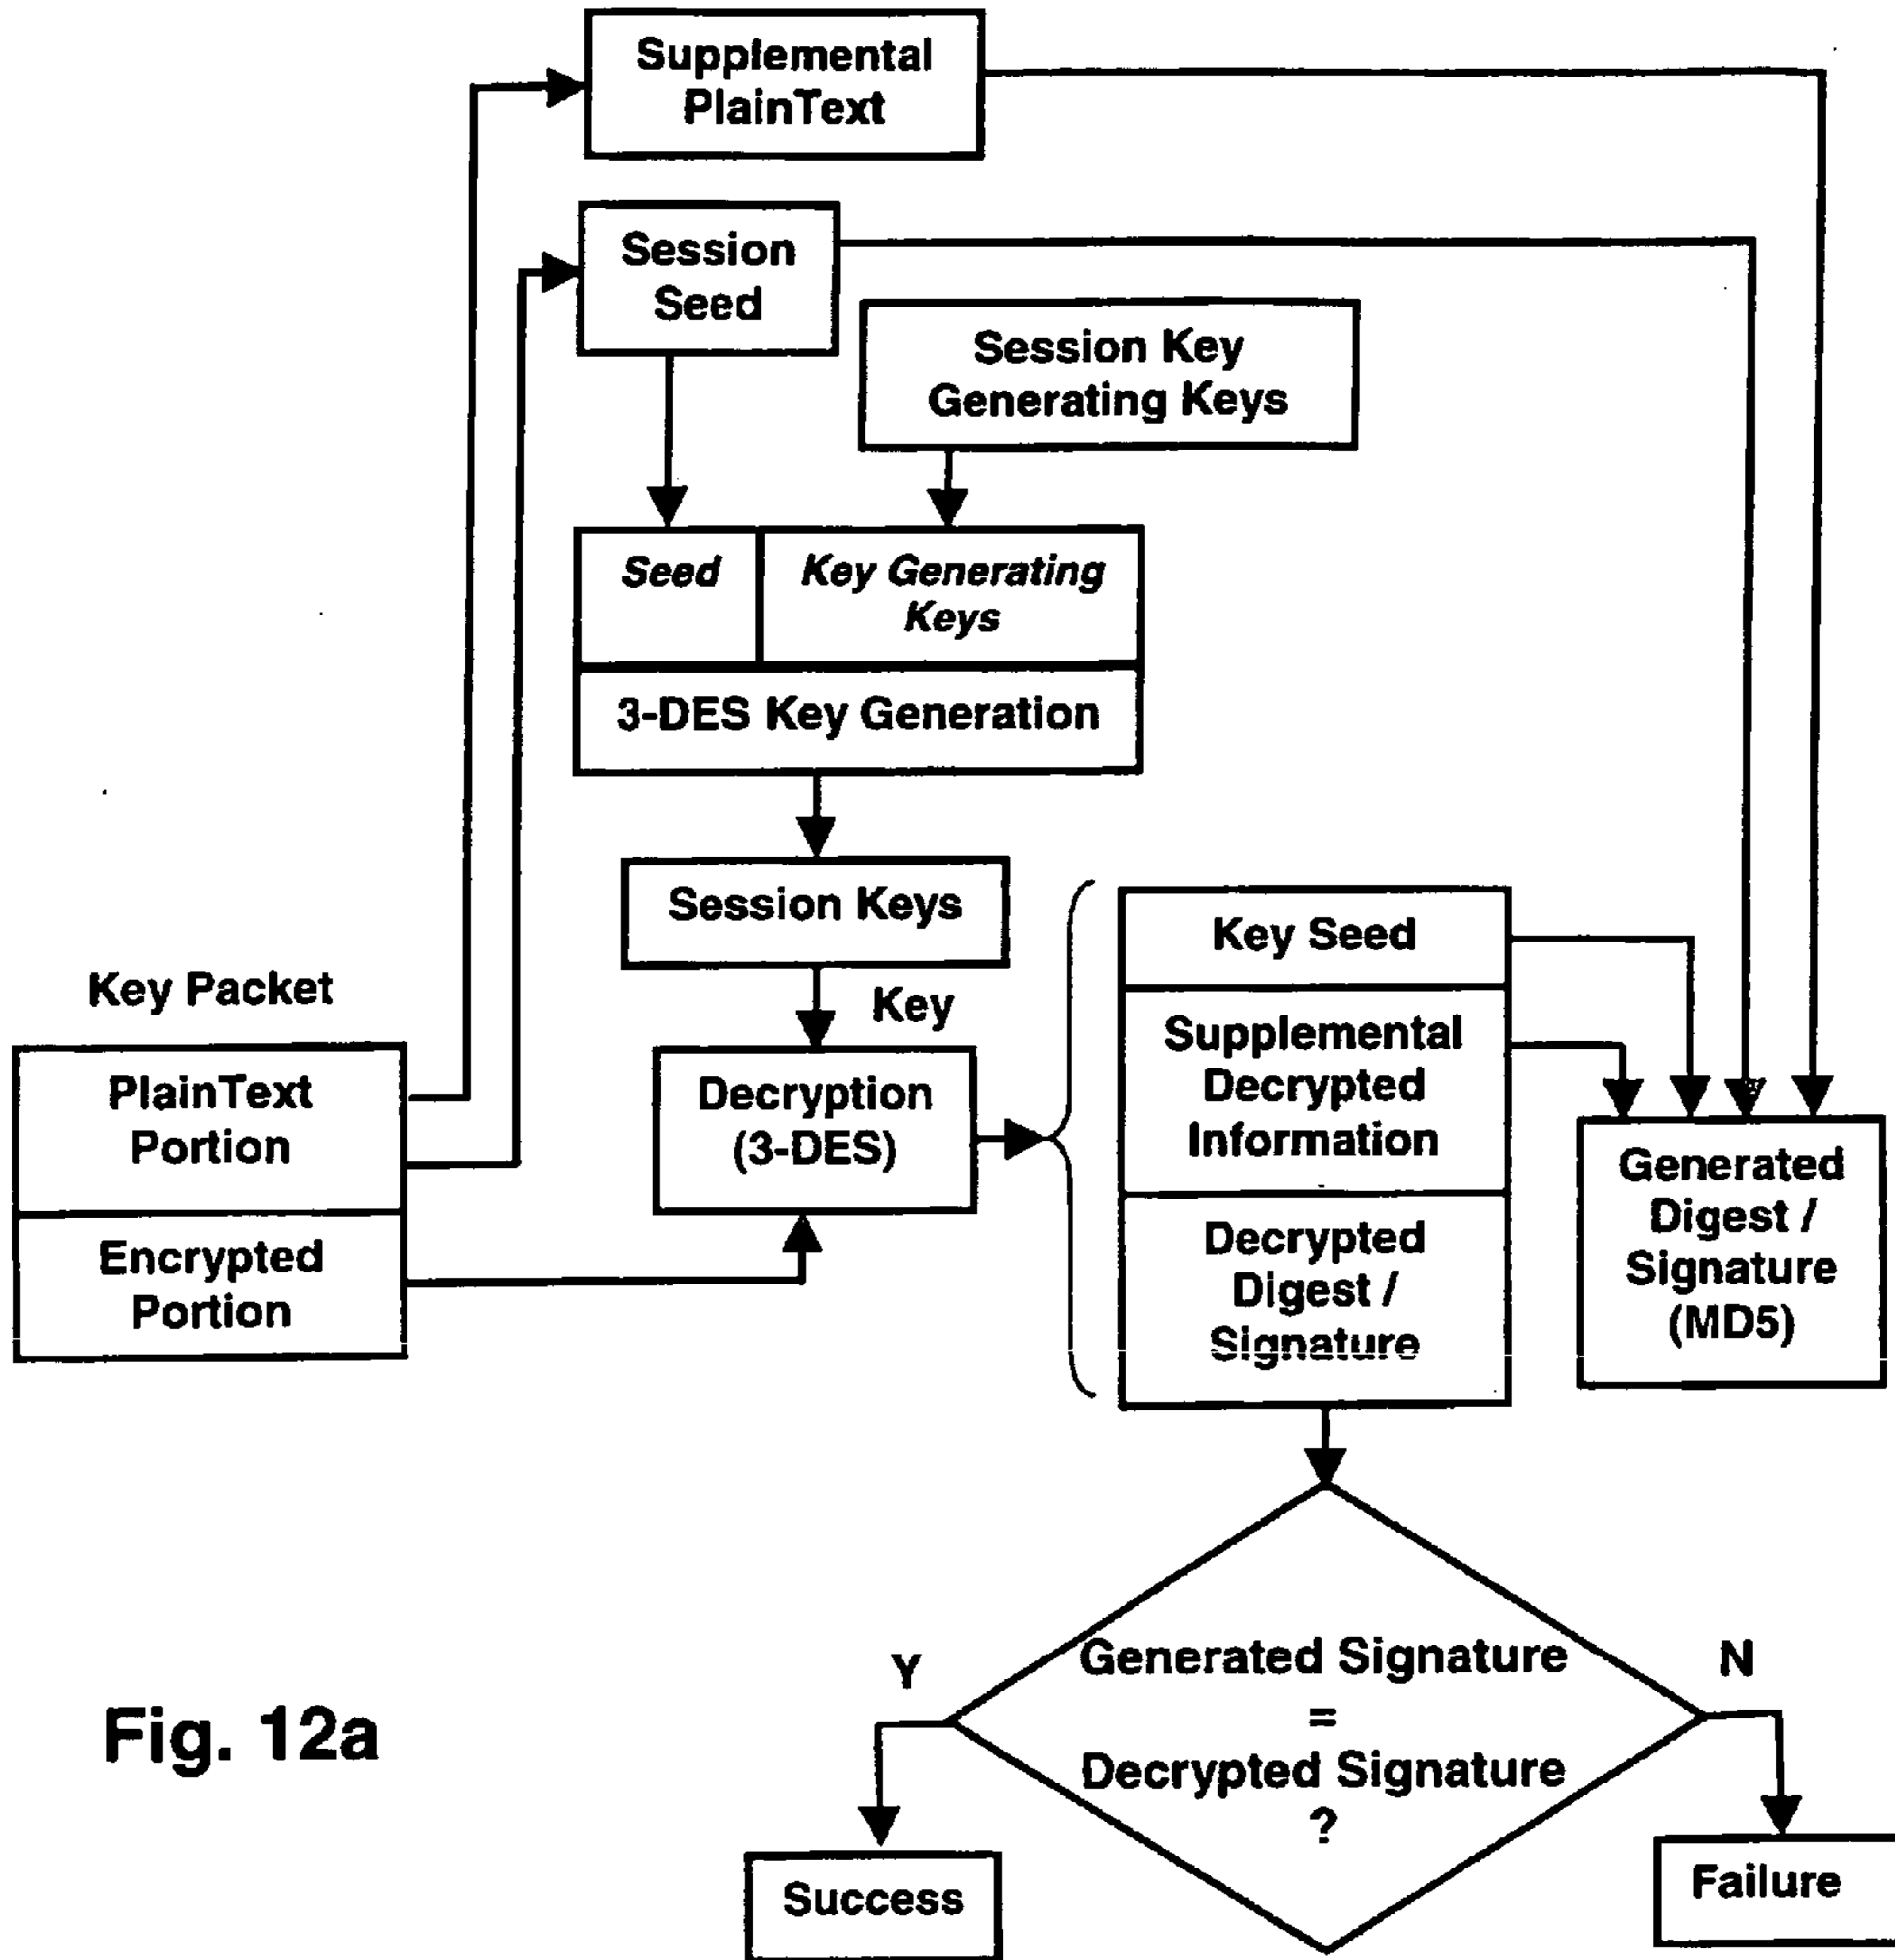 Supplemental
PlainText
Session
Seed
Session Key
Generating Keys
Seed
Key Generating
Keys
3-DES Key Generation
Session Keys
Key
Key Packet
PlainText
Portion
Encrypted
Portion
Decryption
(3-DES)
Key Seed
Supplemental
Decrypted
Information
Decrypted
Digest /
Signature
Generated
Digest /
Signature
(MD5)
Generated Signature
=
Decrypted Signature
?
Y
N
Success
Failure
Fig. 12a